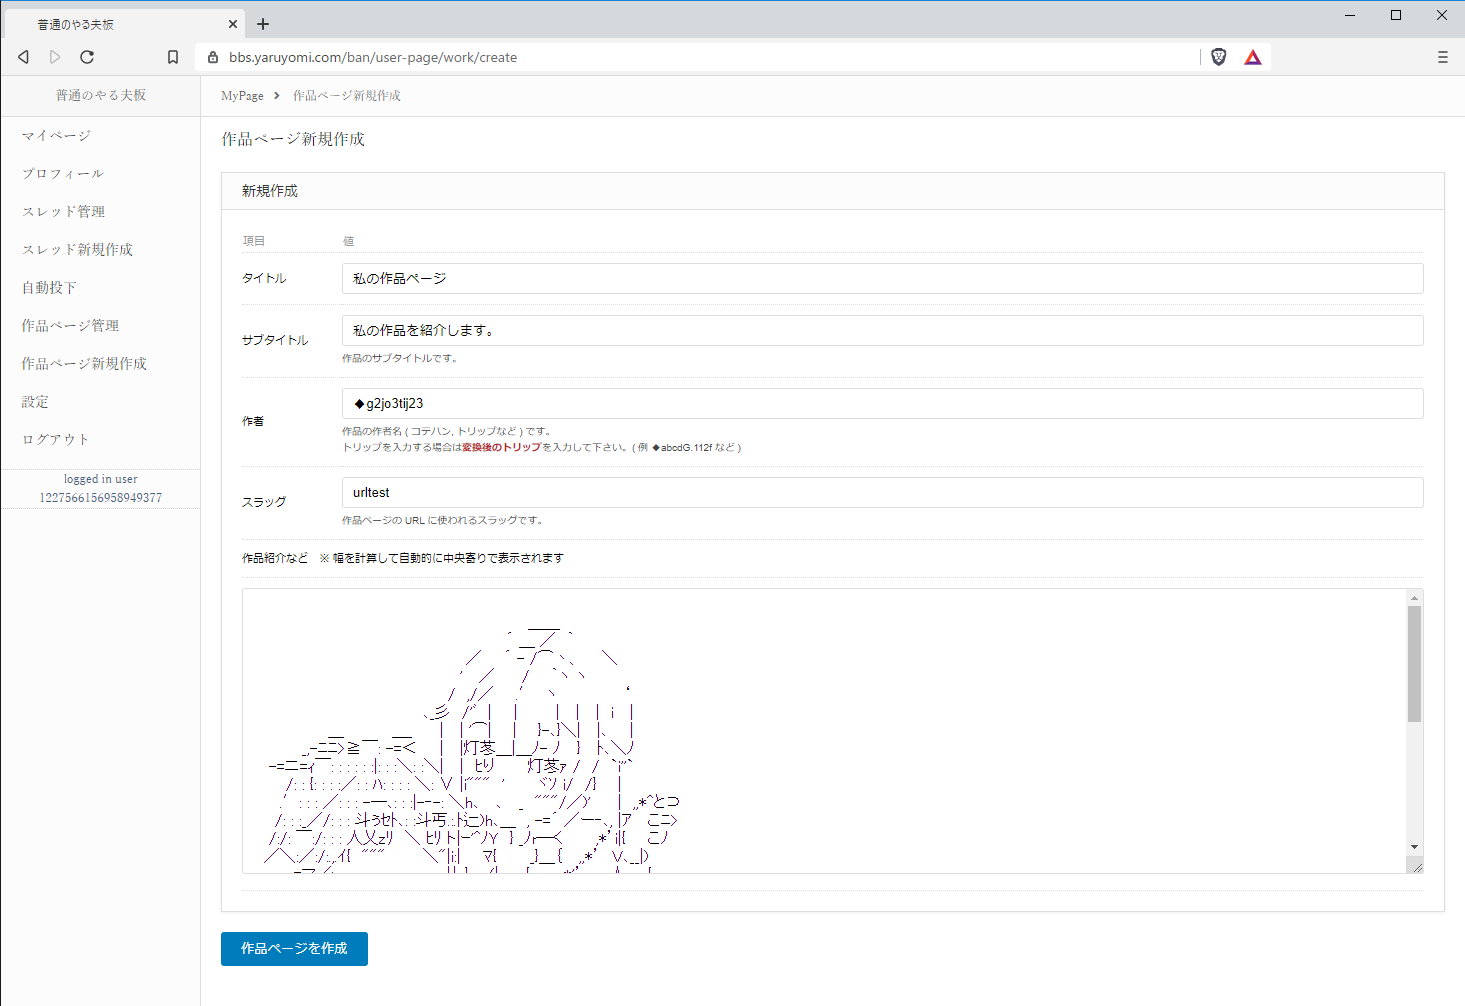 普通のやる夫板
bbs.yaruyomi.com/ban/user-page/work/create
普通のやる夫板
MyPage > 作品ページ新規作成
マイページ
プロフィール
スレッド管理
スレッド新規作成
自動投下
作品ページ管理
作品ページ新規作成
設定
ログアウト
logged in user
1227566156958949377
作品ページ新規作成
新規作成
項目 値
タイトル 私の作品ページ
サブタイトル 私の作品を紹介します。
作品のサブタイトルです。
作者 ◆g2jo3tij23
作品の作者名 ( コテハン, トリップなど ) です。
トリップを入力する場合は変換後のトリップを入力して下さい。( 例 ◆abcdG.112f など )
スラッグ urltest
作品ページの URL に使われるスラッグです。
作品紹介など ※ 幅を計算して自動的に中央寄りで表示されます
作品ページを作成